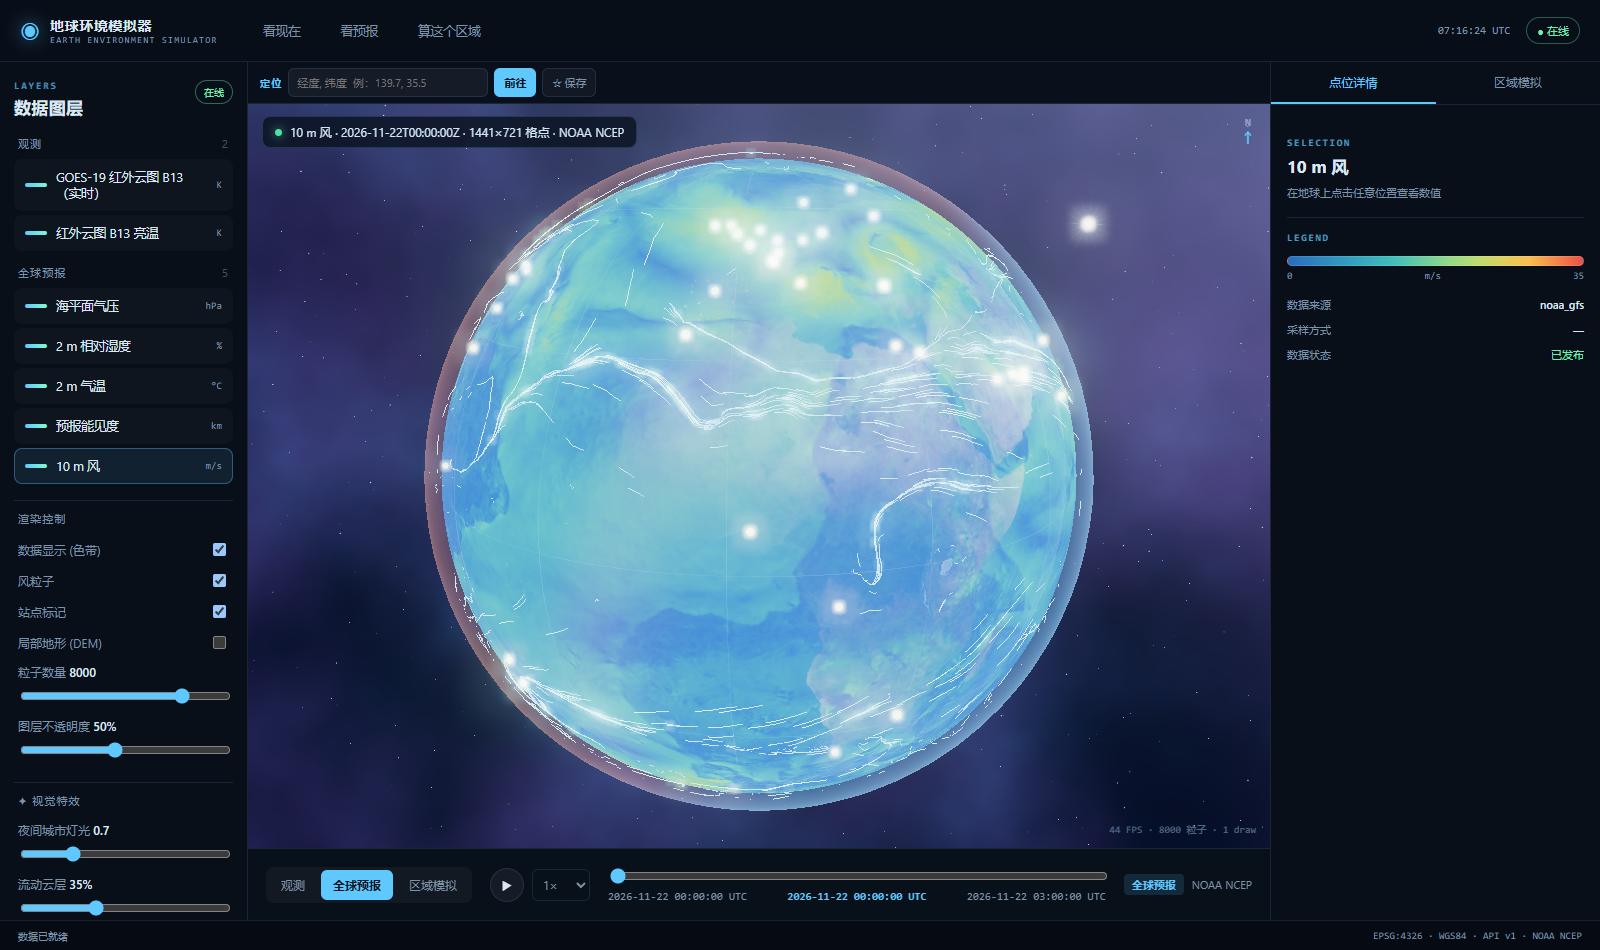 地球环境模拟器
EARTH ENVIRONMENT SIMULATOR
看现在
看预报
算这个区域
07:16:24 UTC
● 在线
LAYERS
数据图层
在线
观测
2
GOES-19 红外云图 B13
（实时）
K
红外云图 B13 亮温
K
全球预报
5
海平面气压
hPa
2 m 相对湿度
%
2 m 气温
°C
预报能见度
km
10 m 风
m/s
渲染控制
数据显示 (色带)
风粒子
站点标记
局部地形 (DEM)
粒子数量 8000
图层不透明度 50%
✦ 视觉特效
夜间城市灯光 0.7
流动云层 35%
数据已就绪
定位
经度, 纬度 例：139.7, 35.5
前往
☆ 保存
10 m 风 · 2026-11-22T00:00:00Z · 1441×721 格点 · NOAA NCEP
N
44 FPS · 8000 粒子 · 1 draw
观测
全球预报
区域模拟
1×
2026-11-22 00:00:00 UTC
2026-11-22 00:00:00 UTC
2026-11-22 03:00:00 UTC
全球预报
NOAA NCEP
点位详情
区域模拟
SELECTION
10 m 风
在地球上点击任意位置查看数值
LEGEND
0
m/s
35
数据来源
noaa_gfs
采样方式
—
数据状态
已发布
EPSG:4326 · WGS84 · API v1 · NOAA NCEP